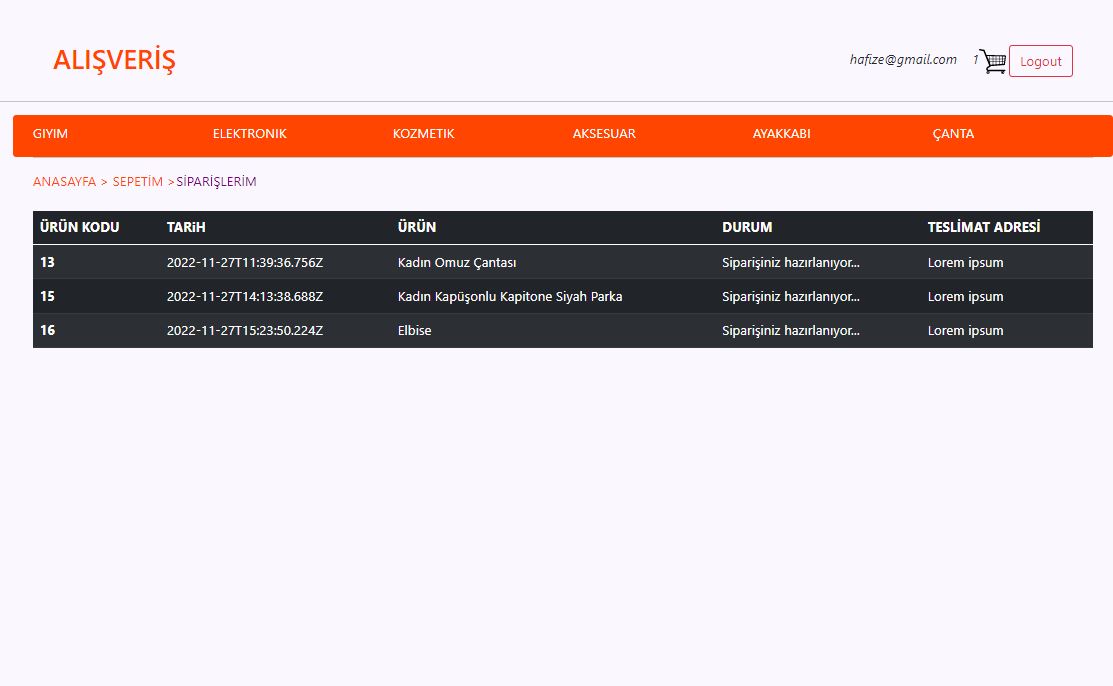 ALIŞVERİŞ
hafize@gmail.com 1 Logout
GIYIM ELEKTRONIK KOZMETIK AKSESUAR AYAKKABI ÇANTA
ANASAYFA > SEPETİM >SİPARİŞLERİM
ÜRÜN KODU TARiH ÜRÜN DURUM TESLİMAT ADRESİ
13 2022-11-27T11:39:36.756Z Kadın Omuz Çantası Siparişiniz hazırlanıyor... Lorem ipsum
15 2022-11-27T14:13:38.688Z Kadın Kapüşonlu Kapitone Siyah Parka Siparişiniz hazırlanıyor... Lorem ipsum
16 2022-11-27T15:23:50.224Z Elbise Siparişiniz hazırlanıyor... Lorem ipsum